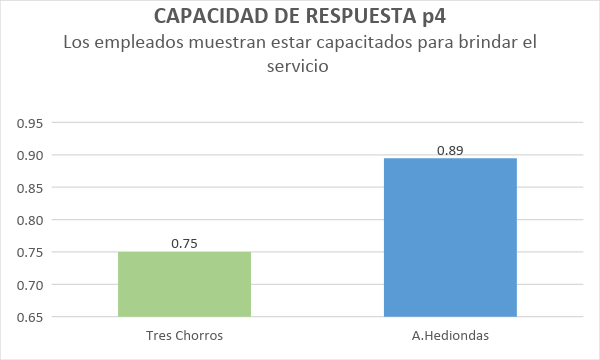 CAPACIDAD DE RESPUESTA p4
Los empleados muestran estar capacitados para brindar el
servicio
0.95
0.90
0.85
0.80
0.75
0.70
0.65
0.75
0.89
Tres Chorros
A.Hediondas